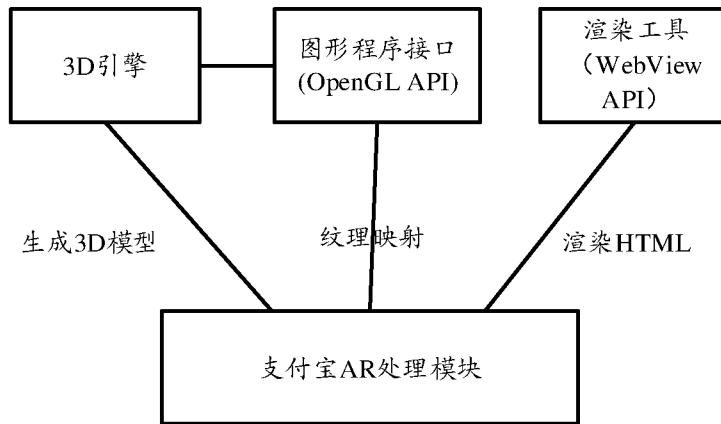 3D引擎
图形程序接口
(OpenGL API)
渲染工具
（WebView
API）
生成3D模型
纹理映射
渲染HTML
支付宝AR处理模块